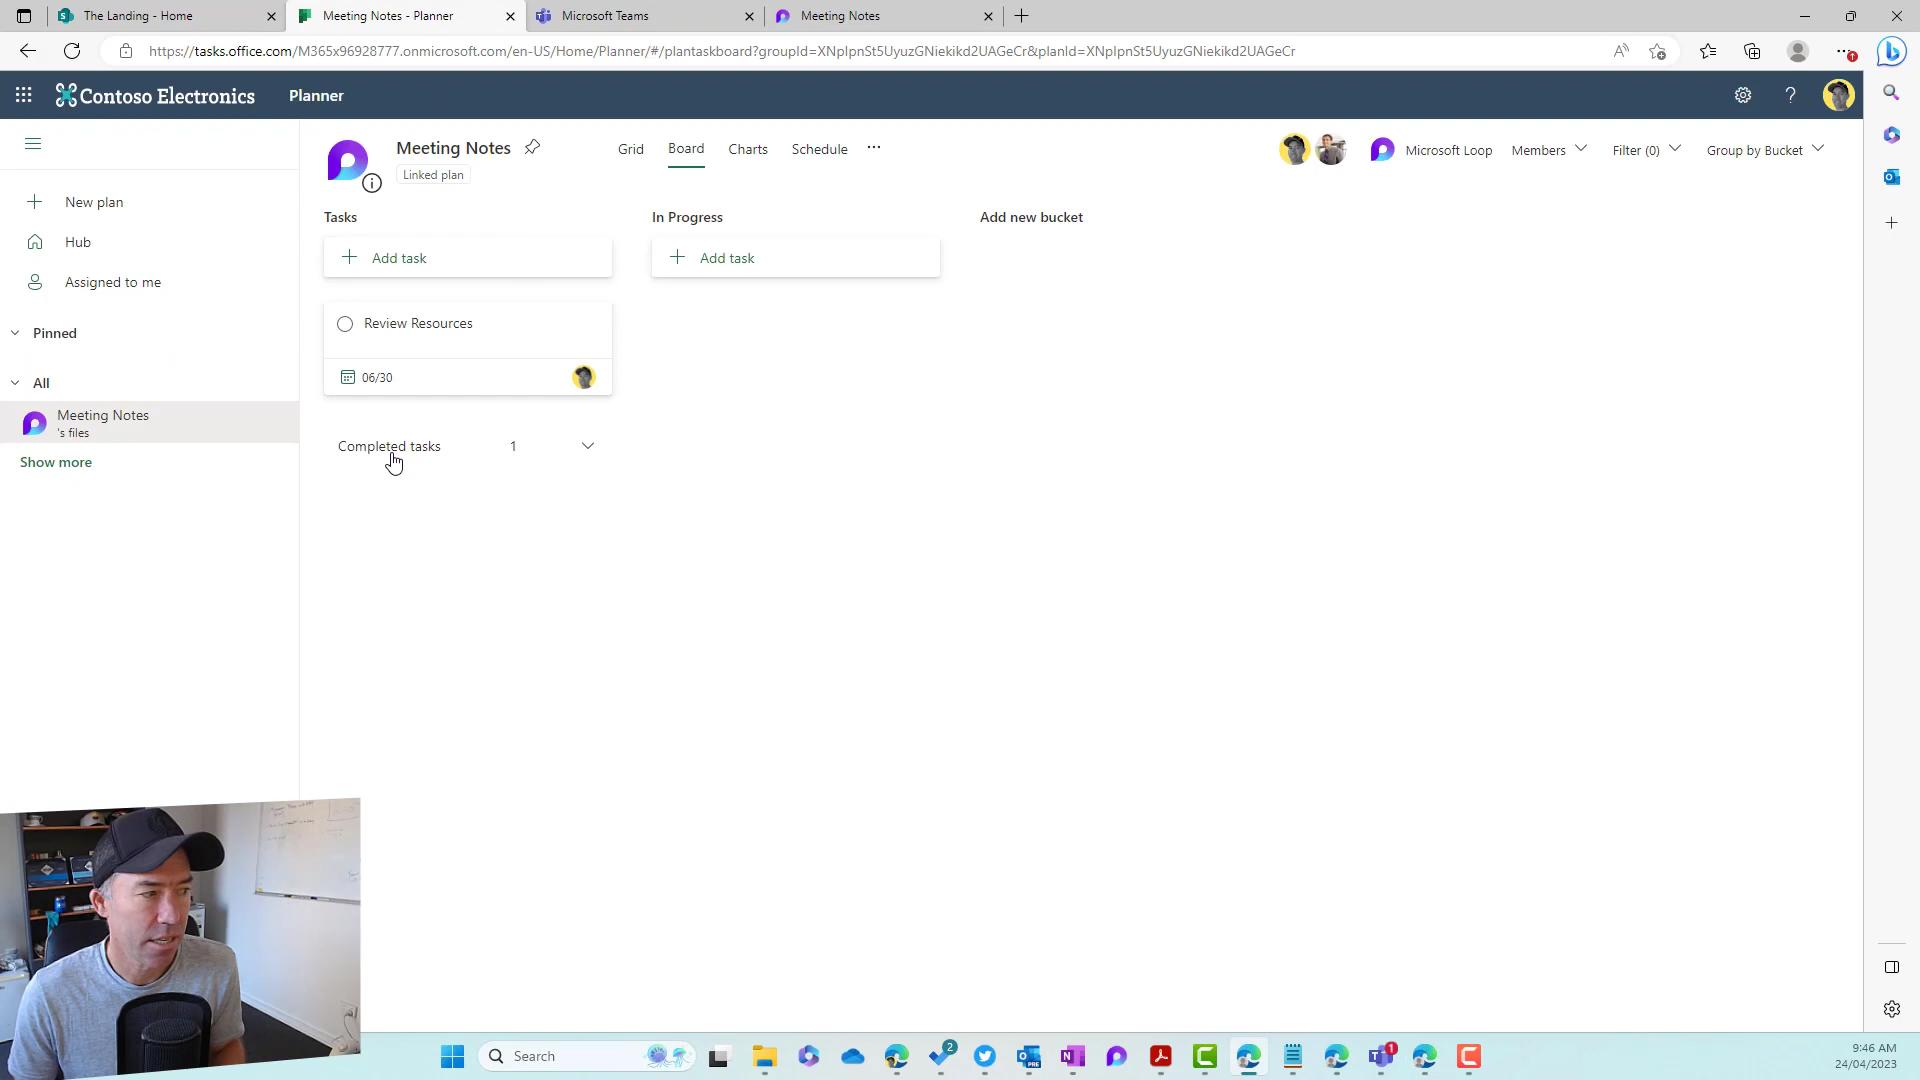 The Landing - Home
Meeting Notes - Planner
Microsoft Teams
Meeting Notes
https://tasks.office.com/M365x96928777.onmicrosoft.com/en-US/Home/Planner/#/plantaskboard?groupId=XNpIpnSt5UyuzGNiekikd2UAGeCr&planId=XNpIpnSt5UyuzGNiekikd2UAGeCr
Contoso Electronics
Planner
Meeting Notes
Linked plan
Grid
Board
Charts
Schedule
Microsoft Loop
Members
Filter (0)
Group by Bucket
New plan
Hub
Assigned to me
Pinned
All
Meeting Notes
's files
Show more
Tasks
Add task
Review Resources
06/30
Completed tasks 1
In Progress
Add task
Add new bucket
Search
2
1
9:46 AM
24/04/2023